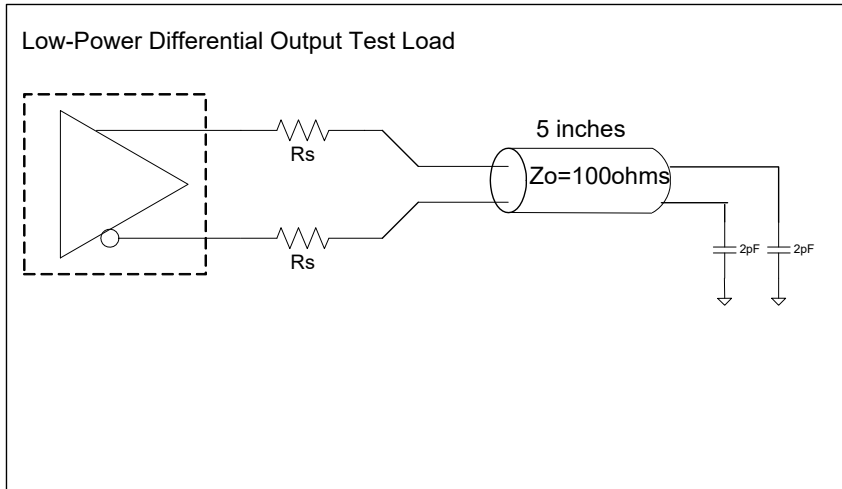 Low-Power Differential Output Test Load
Rs
5 inches
Zo=100ohms
Rs
2pF
2pF